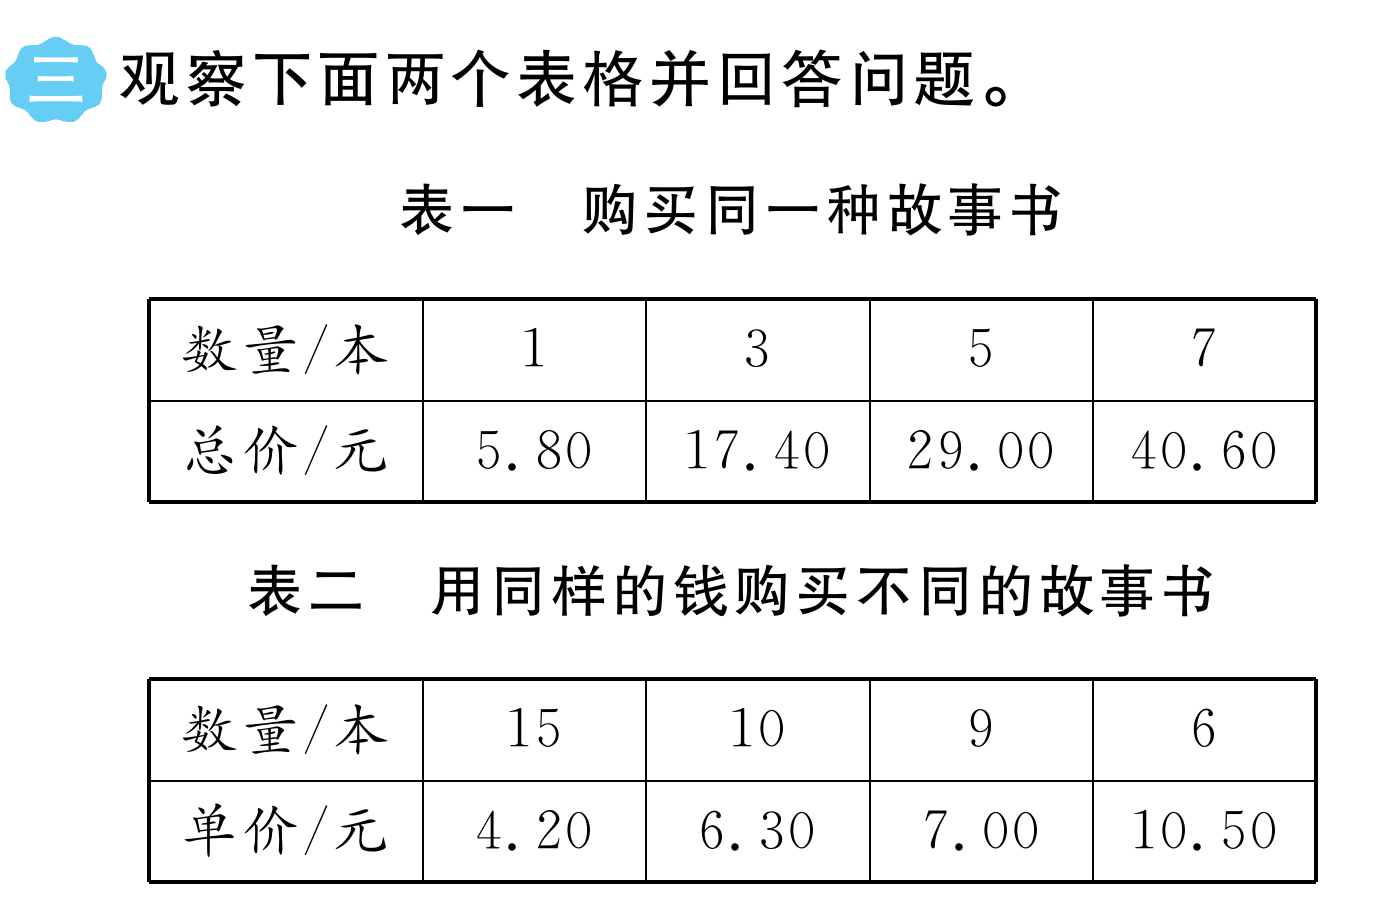 三 观察下面两个表格并回答问题。
表一 购买同一种故事书
数量/本 1 3 5 7
总价/元 5.80 17.40 29.00 40.60
表二 用同样的钱购买不同的故事书
数量/本 15 10 9 6
单价/元 4.20 6.30 7.00 10.50